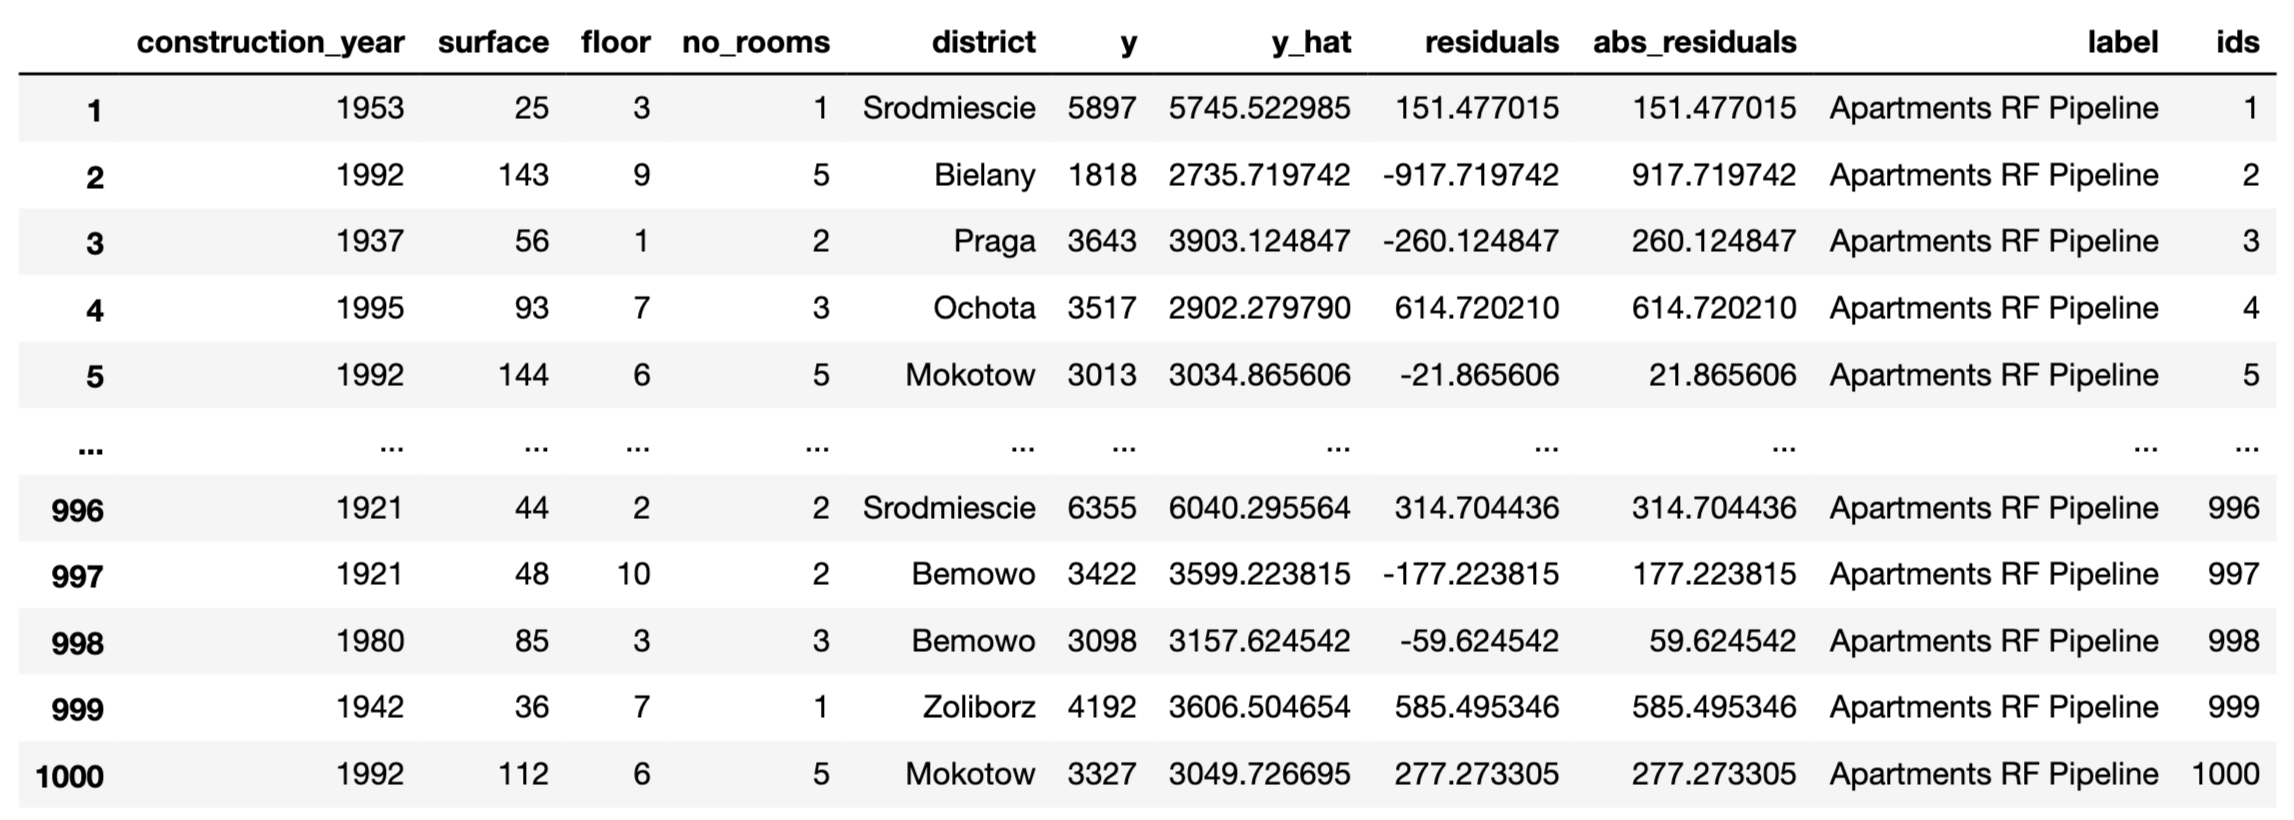 construction_year surface floor no_rooms district y y_hat residuals abs_residuals label ids
1 1953 25 3 1 Srodmiescie 5897 5745.522985 151.477015 151.477015 Apartments RF Pipeline 1
2 1992 143 9 5 Bielany 1818 2735.719742 -917.719742 917.719742 Apartments RF Pipeline 2
3 1937 56 1 2 Praga 3643 3903.124847 -260.124847 260.124847 Apartments RF Pipeline 3
4 1995 93 7 3 Ochota 3517 2902.279790 614.720210 614.720210 Apartments RF Pipeline 4
5 1992 144 6 5 Mokotow 3013 3034.865606 -21.865606 21.865606 Apartments RF Pipeline 5
... ... ... ... ... ... ... ... ... ... ... ...
996 1921 44 2 2 Srodmiescie 6355 6040.295564 314.704436 314.704436 Apartments RF Pipeline 996
997 1921 48 10 2 Bemowo 3422 3599.223815 -177.223815 177.223815 Apartments RF Pipeline 997
998 1980 85 3 3 Bemowo 3098 3157.624542 -59.624542 59.624542 Apartments RF Pipeline 998
999 1942 36 7 1 Zoliborz 4192 3606.504654 585.495346 585.495346 Apartments RF Pipeline 999
1000 1992 112 6 5 Mokotow 3327 3049.726695 277.273305 277.273305 Apartments RF Pipeline 1000